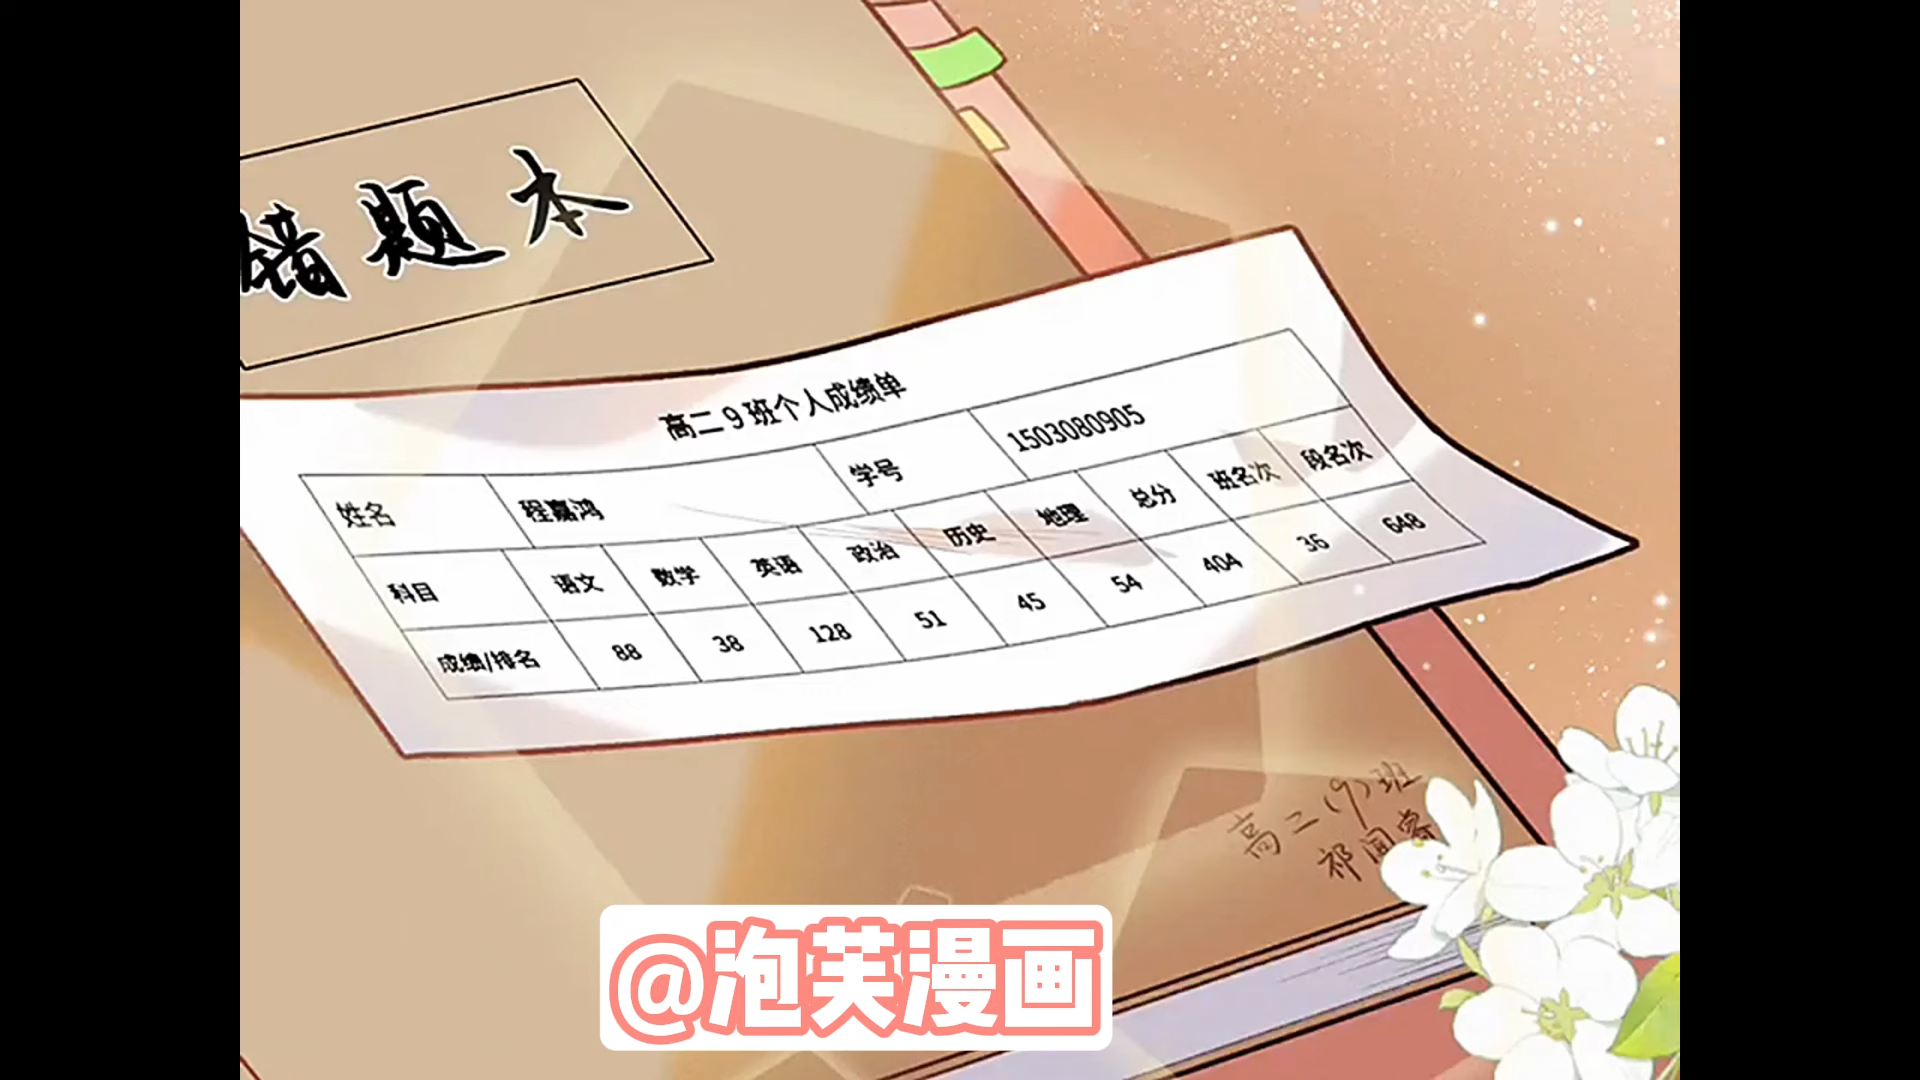 错题本
高二9班个人成绩单
姓名 程嘉鸿 学号 1503080905
科目 语文 数学 英语 政治 历史 地理 总分 班名次 段名次
成绩/排名 88 38 128 51 45 54 404 36 648
高二(9)班
祁闻睿
@泡芙漫画